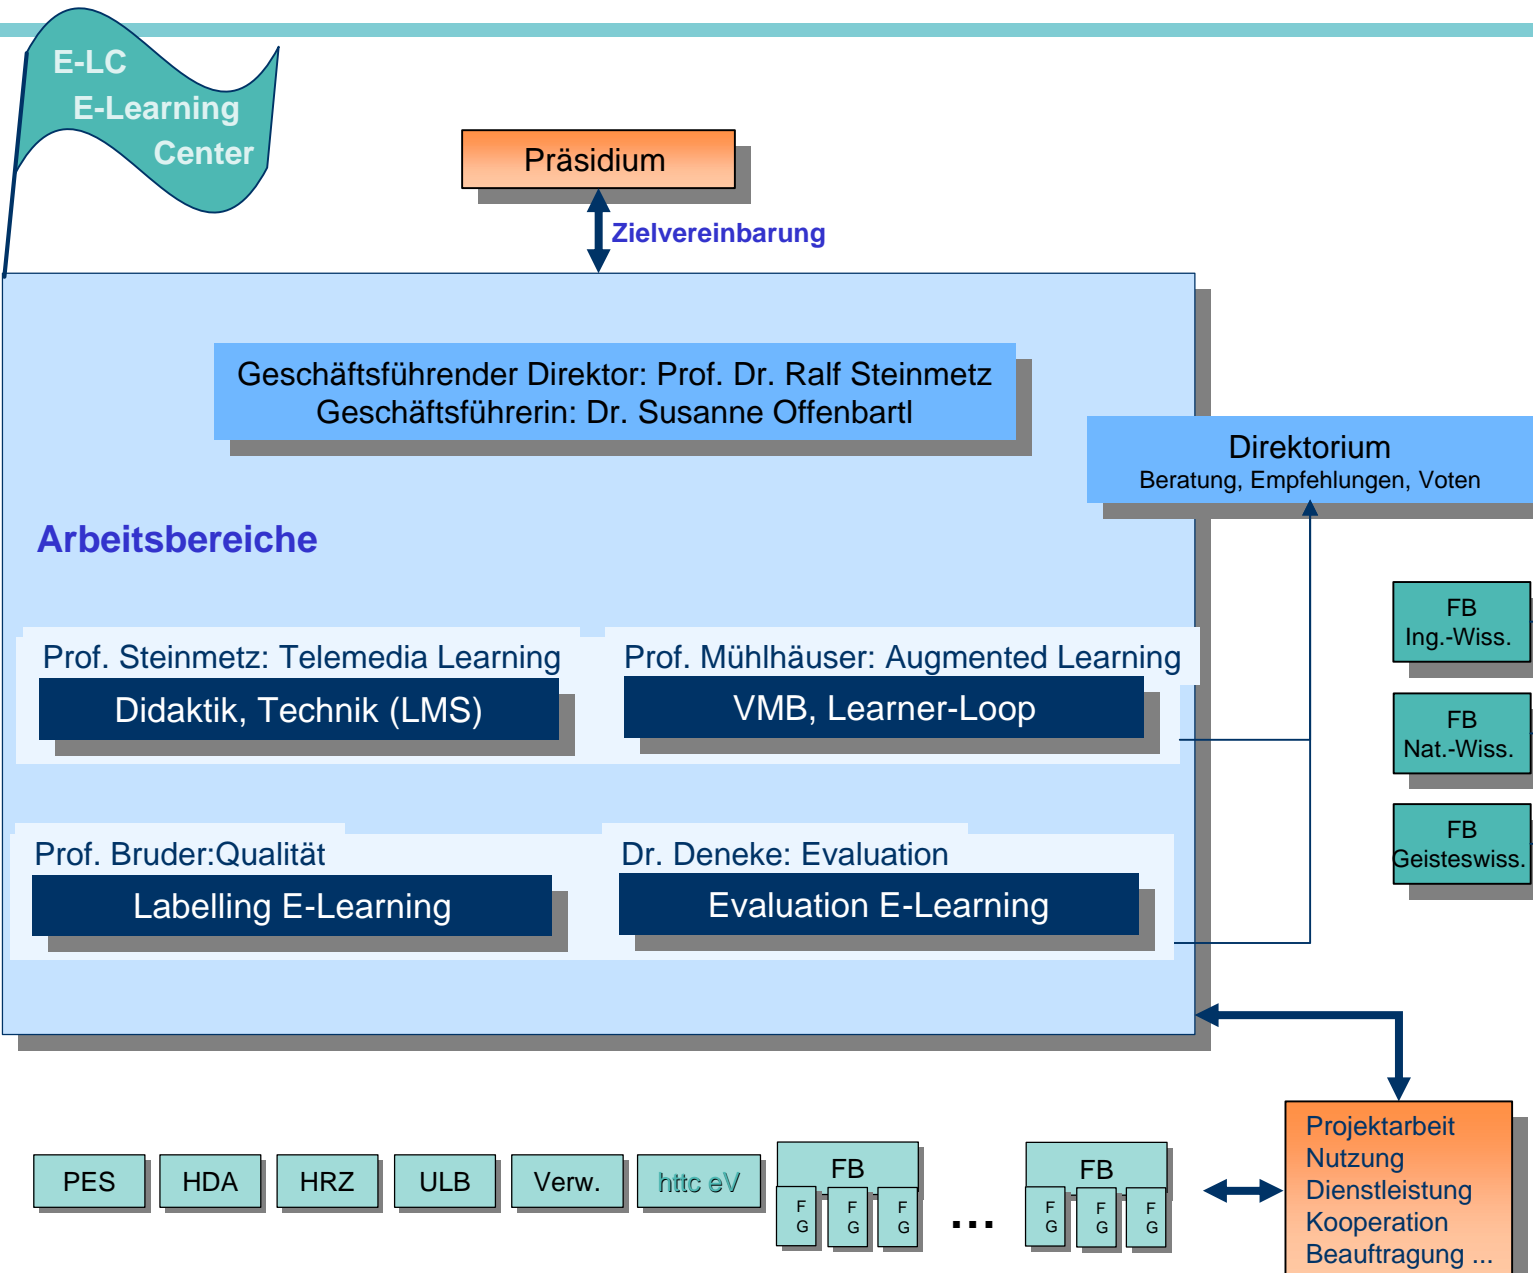 E-LC
E-Learning
Center
Präsidium
Zielvereinbarung
Geschäftsführender Direktor: Prof. Dr. Ralf Steinmetz
Geschäftsführerin: Dr. Susanne Offenbartl
Direktorium
Beratung, Empfehlungen, Voten
Arbeitsbereiche
Prof. Steinmetz: Telemedia Learning
Didaktik, Technik (LMS)
Prof. Mühlhäuser: Augmented Learning
VMB, Learner-Loop
Prof. Bruder:Qualität
Labelling E-Learning
Dr. Deneke: Evaluation
Evaluation E-Learning
FB
Ing.-Wiss.
FB
Nat.-Wiss.
FB
Geisteswiss.
PES
HDA
HRZ
ULB
Verw.
httc eV
FB
F
G
F
G
F
G
...
FB
F
G
F
G
F
G
Projektarbeit
Nutzung
Dienstleistung
Kooperation
Beauftragung ...